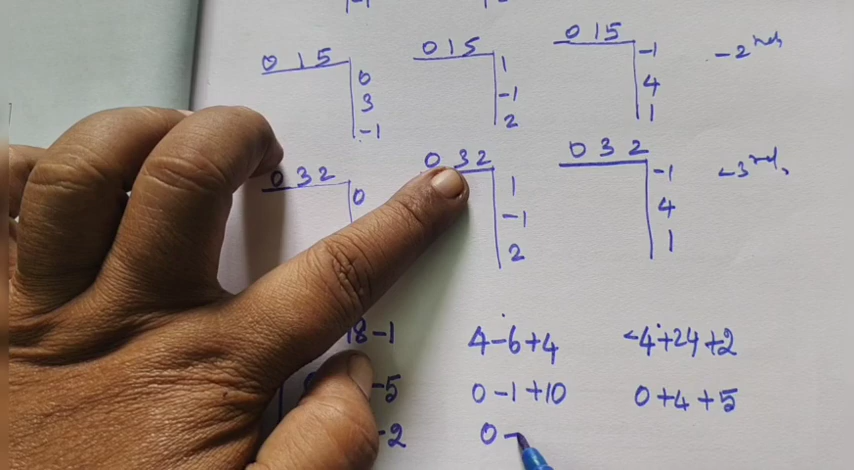 0 1 5 0 1 5 0 1 5 -2nd
0 1 -1
3 -1 4
-1 2 1
0 3 2 0 3 2 0 3 2 -3rd
0 1 -1
-1 4
2 1
18-1 4-6+4 -4+24+2
-5 0-1+10 0+4+5
-2 0-